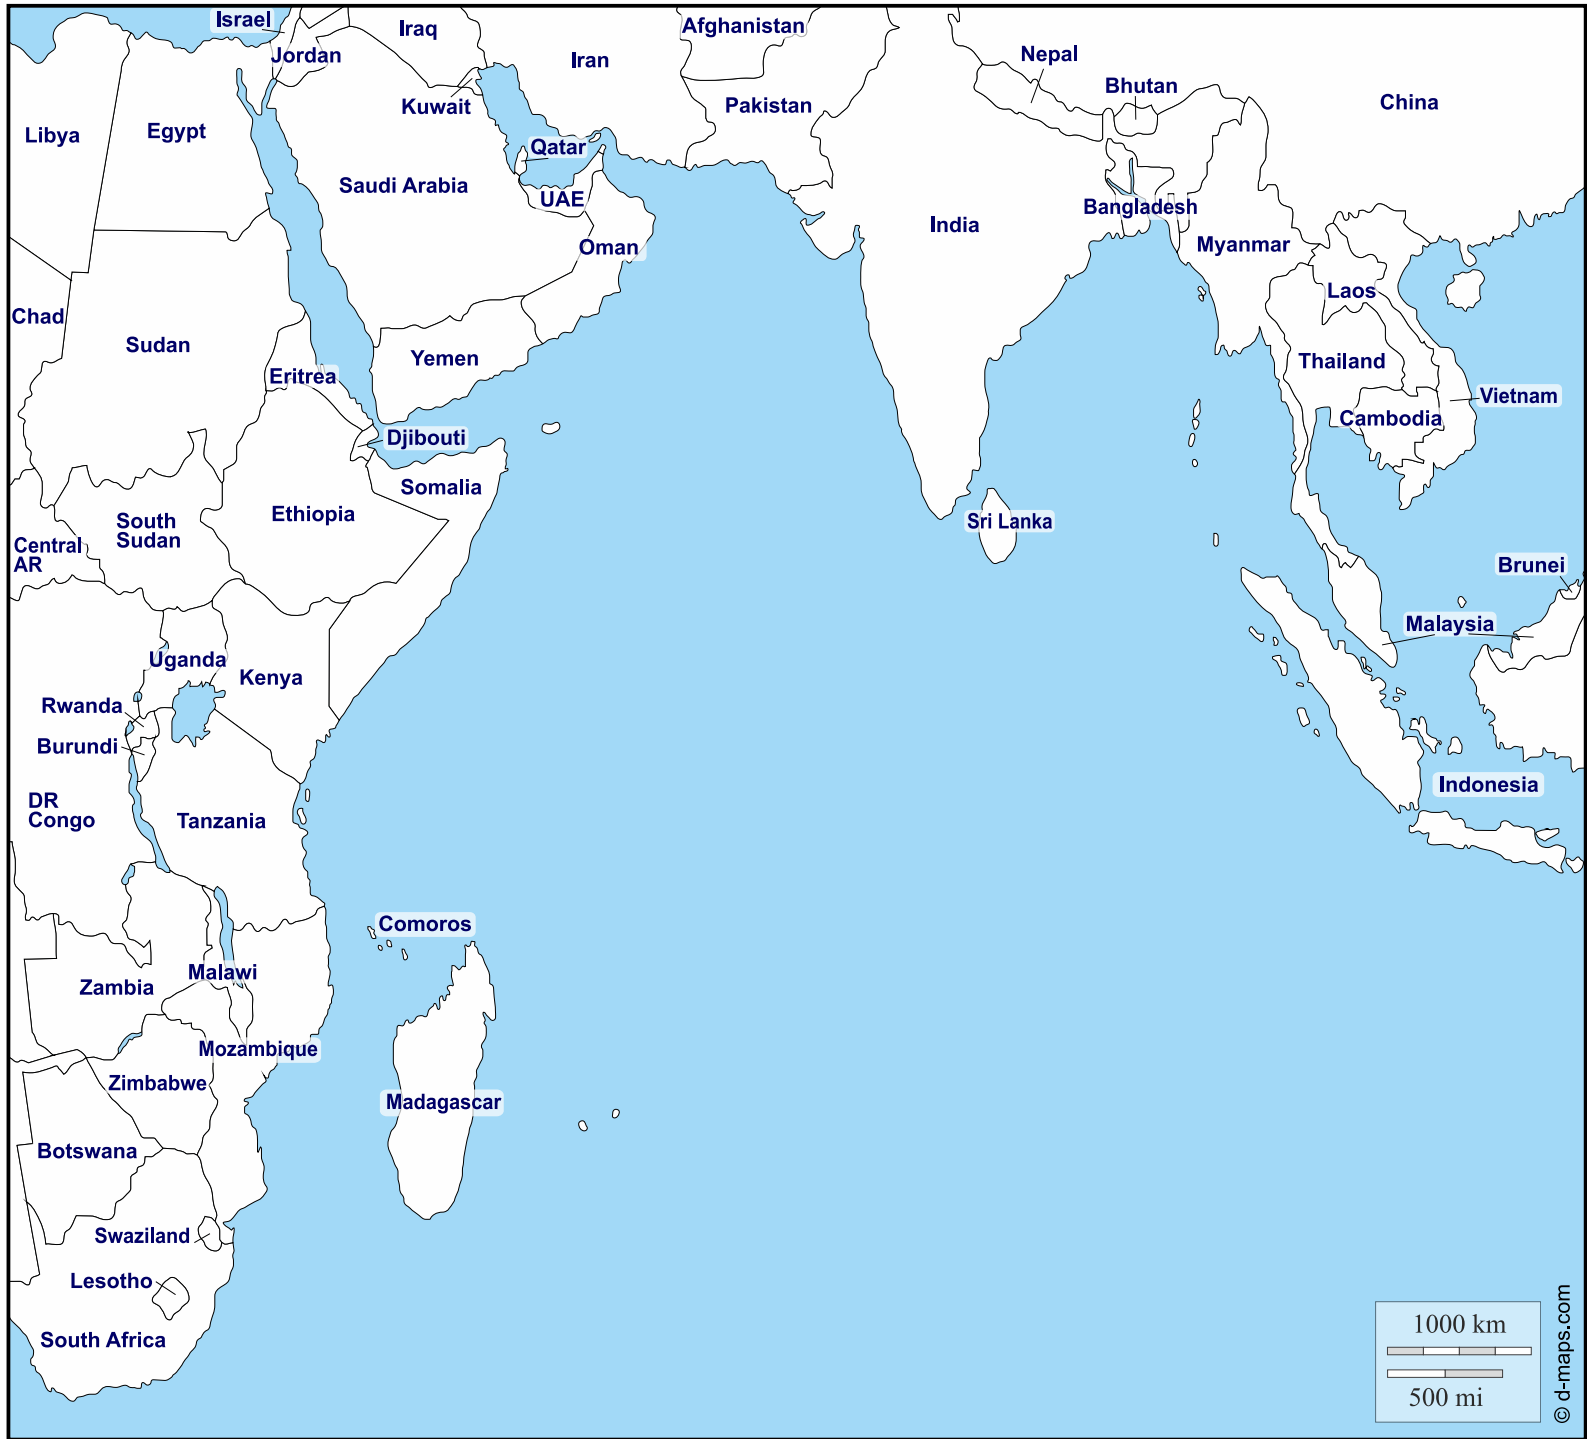 Israel
Iraq
Afghanistan
Jordan
Iran
Nepal
Bhutan
Kuwait
Pakistan
China
Libya
Egypt
Qatar
Saudi Arabia
UAE
Bangladesh
India
Oman
Myanmar
Laos
Chad
Sudan
Yemen
Thailand
Eritrea
Vietnam
Cambodia
Djibouti
Somalia
Ethiopia
South
Sudan
Sri Lanka
Central
AR
Brunei
Malaysia
Uganda
Kenya
Rwanda
Burundi
Indonesia
DR
Congo
Tanzania
Comoros
Malawi
Zambia
Mozambique
Zimbabwe
Madagascar
Botswana
Swaziland
Lesotho
South Africa
1000 km
500 mi
© d-maps.com